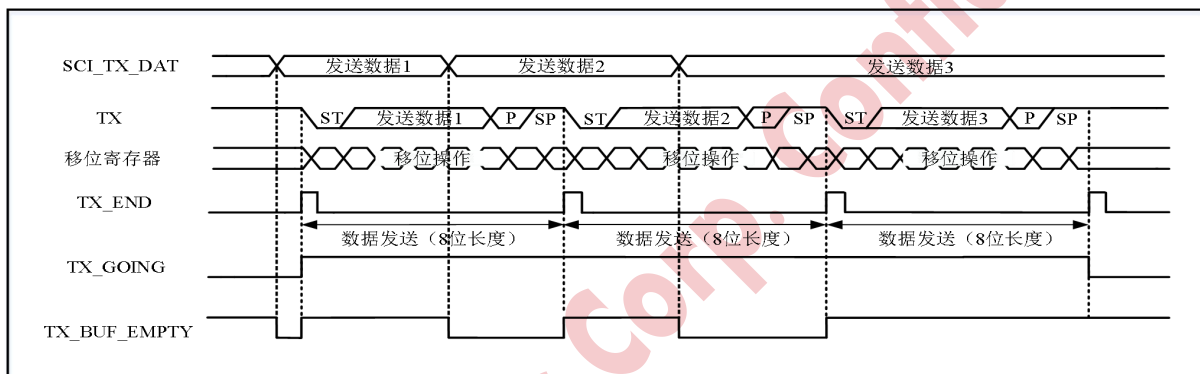 SCI_TX_DAT 发送数据1 发送数据2 发送数据3
TX ST 发送数据1 P SP ST 发送数据2 P SP ST 发送数据3 P SP
移位寄存器 移位操作 移位操作 移位操作
TX_END
数据发送（8位长度） 数据发送（8位长度） 数据发送（8位长度）
TX_GOING
TX_BUF_EMPTY
Corp.